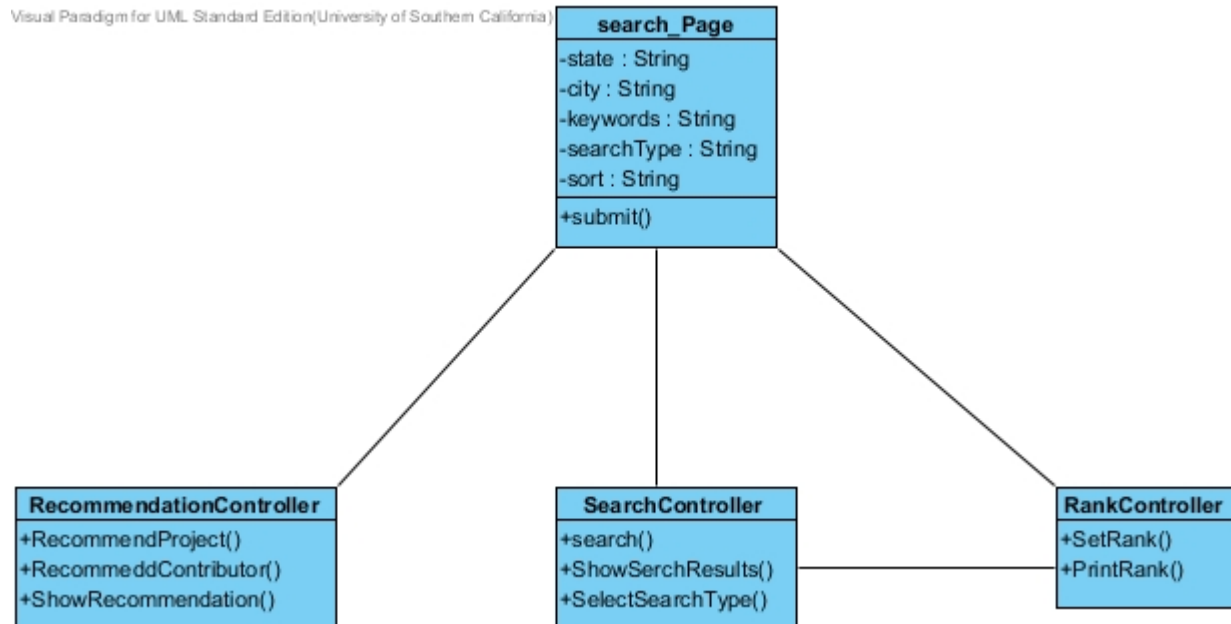 Visual Paradigm for UML Standard Edition(University of Southern California)
search_Page
-state : String
-city : String
-keywords : String
-searchType : String
-sort : String
+submit()
RecommendationController
+RecommendProject()
+RecommeddContributor()
+ShowRecommendation()
SearchController
+search()
+ShowSerchResults()
+SelectSearchType()
RankController
+SetRank()
+PrintRank()